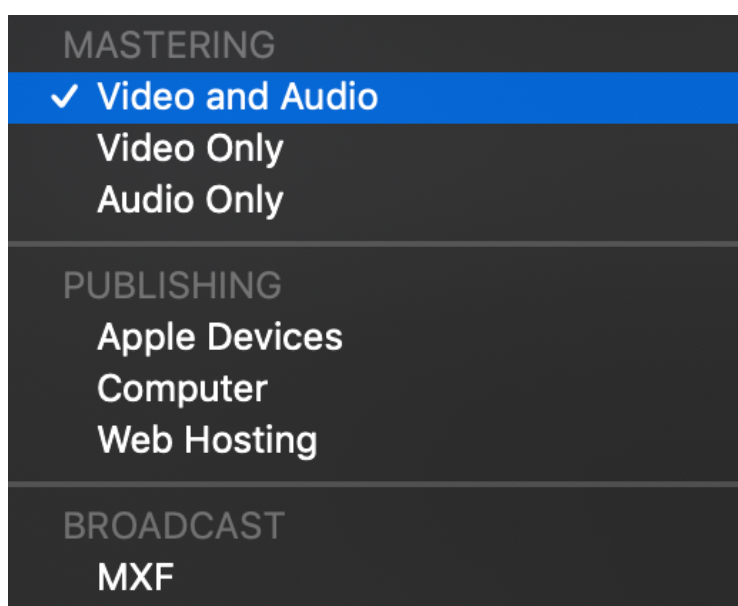 MASTERING
✓ Video and Audio
Video Only
Audio Only
PUBLISHING
Apple Devices
Computer
Web Hosting
BROADCAST
MXF